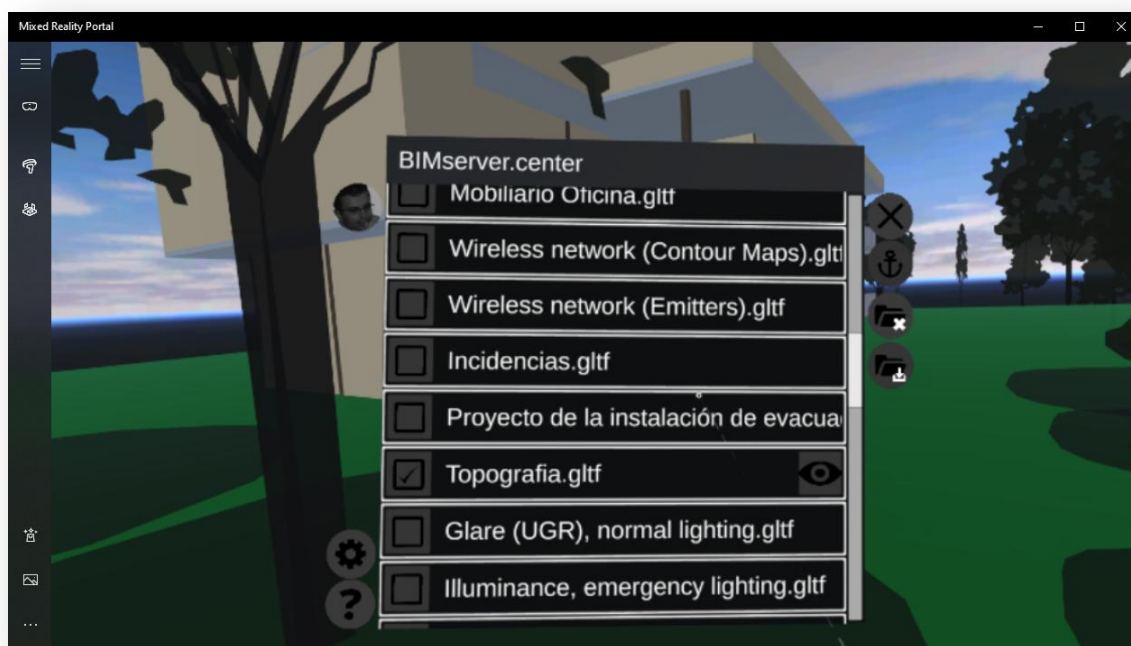 Mixed Reality Portal
BIMserver.center
Mobiliario Oficina.gltf
Wireless network (Contour Maps).gltf
Wireless network (Emitters).gltf
Incidencias.gltf
Proyecto de la instalación de evacua
Topografia.gltf
Glare (UGR), normal lighting.gltf
Illuminance, emergency lighting.gltf
?